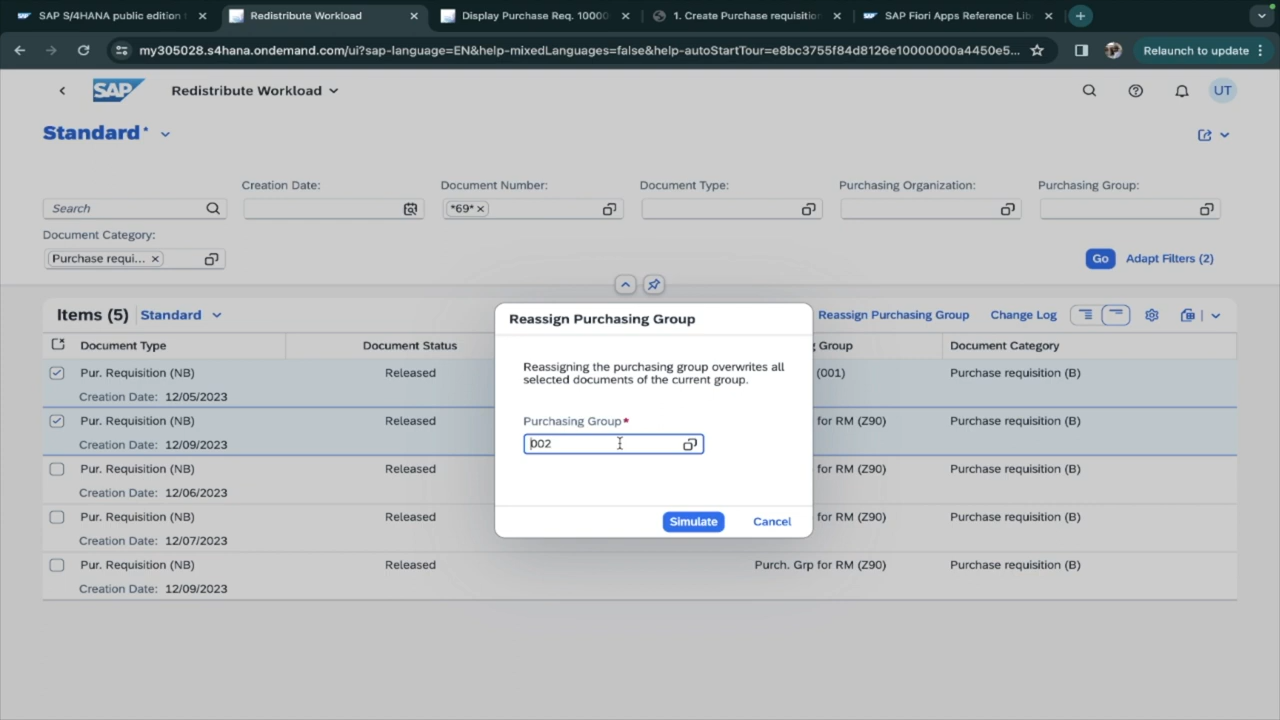 SAP S/4HANA public edition
Redistribute Workload
Display Purchase Req. 10000
1. Create Purchase requisition
SAP Fiori Apps Reference Lib
my305028.s4hana.ondemand.com/ui?sap-language=EN&help-mixedLanguages=false&help-autoStartTour=e8bc3755f84d8126e10000000a4450e5...
Relaunch to update
SAP
Redistribute Workload
UT
Standard*
Search
Creation Date:
Document Number:
*69*
Document Type:
Purchasing Organization:
Purchasing Group:
Document Category:
Purchase requi...
Go
Adapt Filters (2)
Items (5)
Standard
Reassign Purchasing Group
Change Log
Document Type
Document Status
Group
Document Category
Pur. Requisition (NB)
Released
(001)
Purchase requisition (B)
Creation Date: 12/05/2023
Pur. Requisition (NB)
Released
for RM (Z90)
Purchase requisition (B)
Creation Date: 12/09/2023
Pur. Requisition (NB)
Released
for RM (Z90)
Purchase requisition (B)
Creation Date: 12/06/2023
Pur. Requisition (NB)
Released
for RM (Z90)
Purchase requisition (B)
Creation Date: 12/07/2023
Pur. Requisition (NB)
Released
Purch. Grp for RM (Z90)
Purchase requisition (B)
Creation Date: 12/09/2023
Reassign Purchasing Group
Reassigning the purchasing group overwrites all
selected documents of the current group.
Purchasing Group*
002
Simulate
Cancel